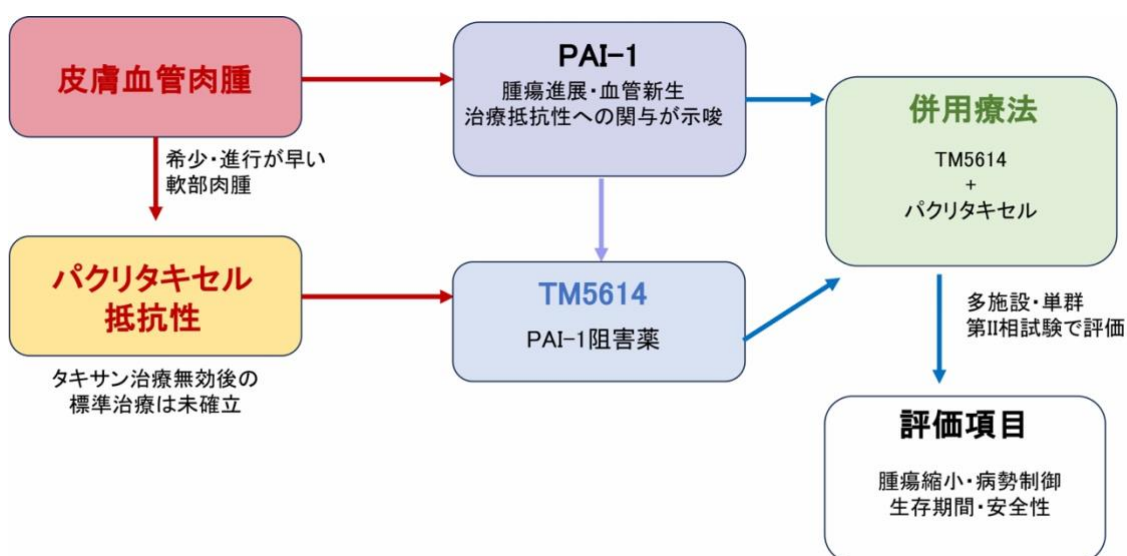 皮膚血管肉腫
希少・進行が早い
軟部肉腫
パクリタキセル
抵抗性
タキサン治療無効後の
標準治療は未確立
PAI-1
腫瘍進展・血管新生
治療抵抗性への関与が示唆
TM5614
PAI-1阻害薬
併用療法
TM5614
+
パクリタキセル
多施設・単群
第II相試験で評価
評価項目
腫瘍縮小・病勢制御
生存期間・安全性